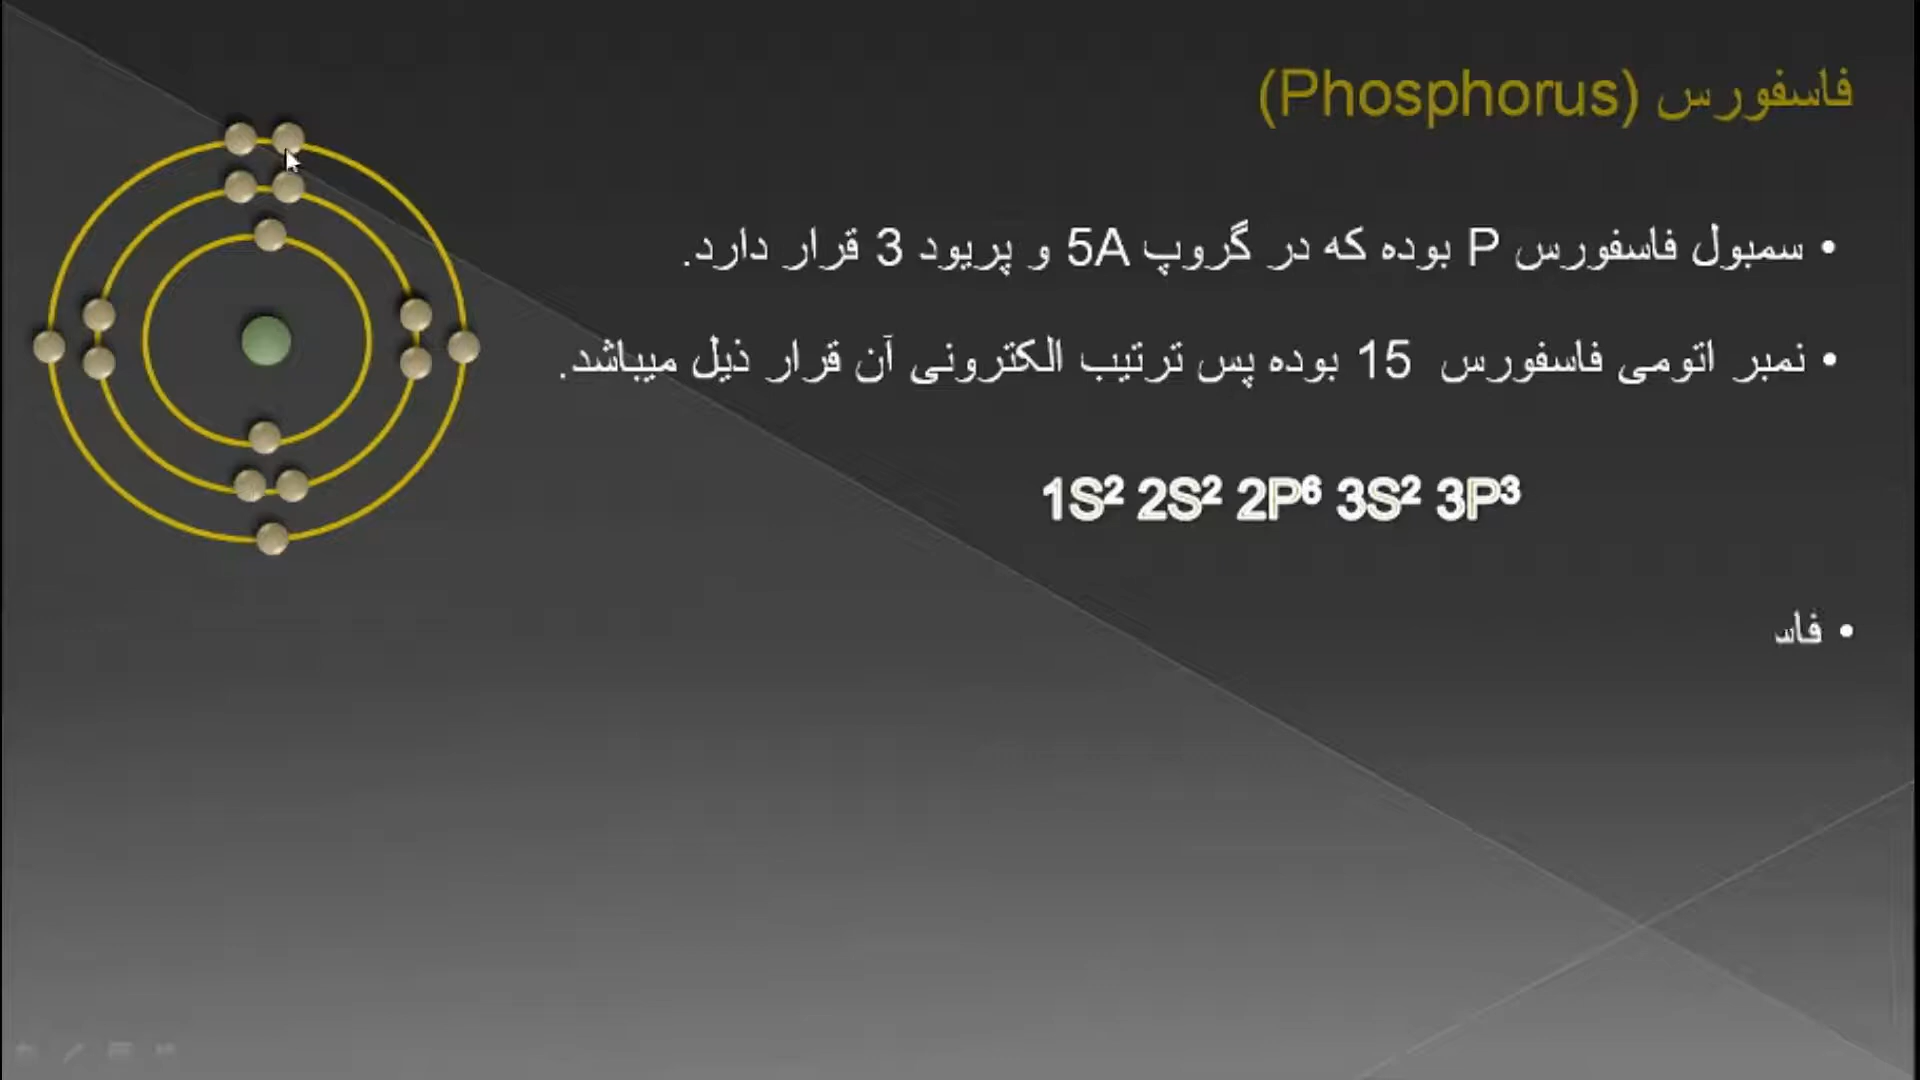 فاسفورس (Phosphorus)
• سمبول فاسفورس P بوده که در گروپ 5A و پریود 3 قرار دارد.
• نمبر اتومی فاسفورس 15 بوده پس ترتیب الکترونی آن قرار ذیل میباشد.
1S² 2S² 2P⁶ 3S² 3P³
• فاس